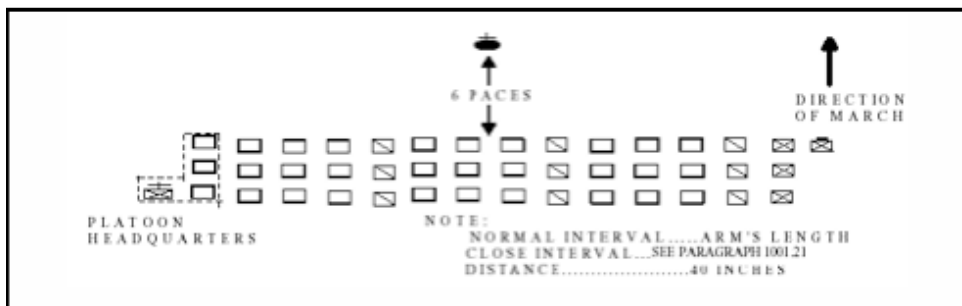 6 PACES
DIRECTION
OF MARCH
PLATOON
HEADQUARTERS
NOTE:
NORMAL INTERVAL.....ARM'S LENGTH
CLOSE INTERVAL...SEE PARAGRAPH 1001.21
DISTANCE......................40 INCHES